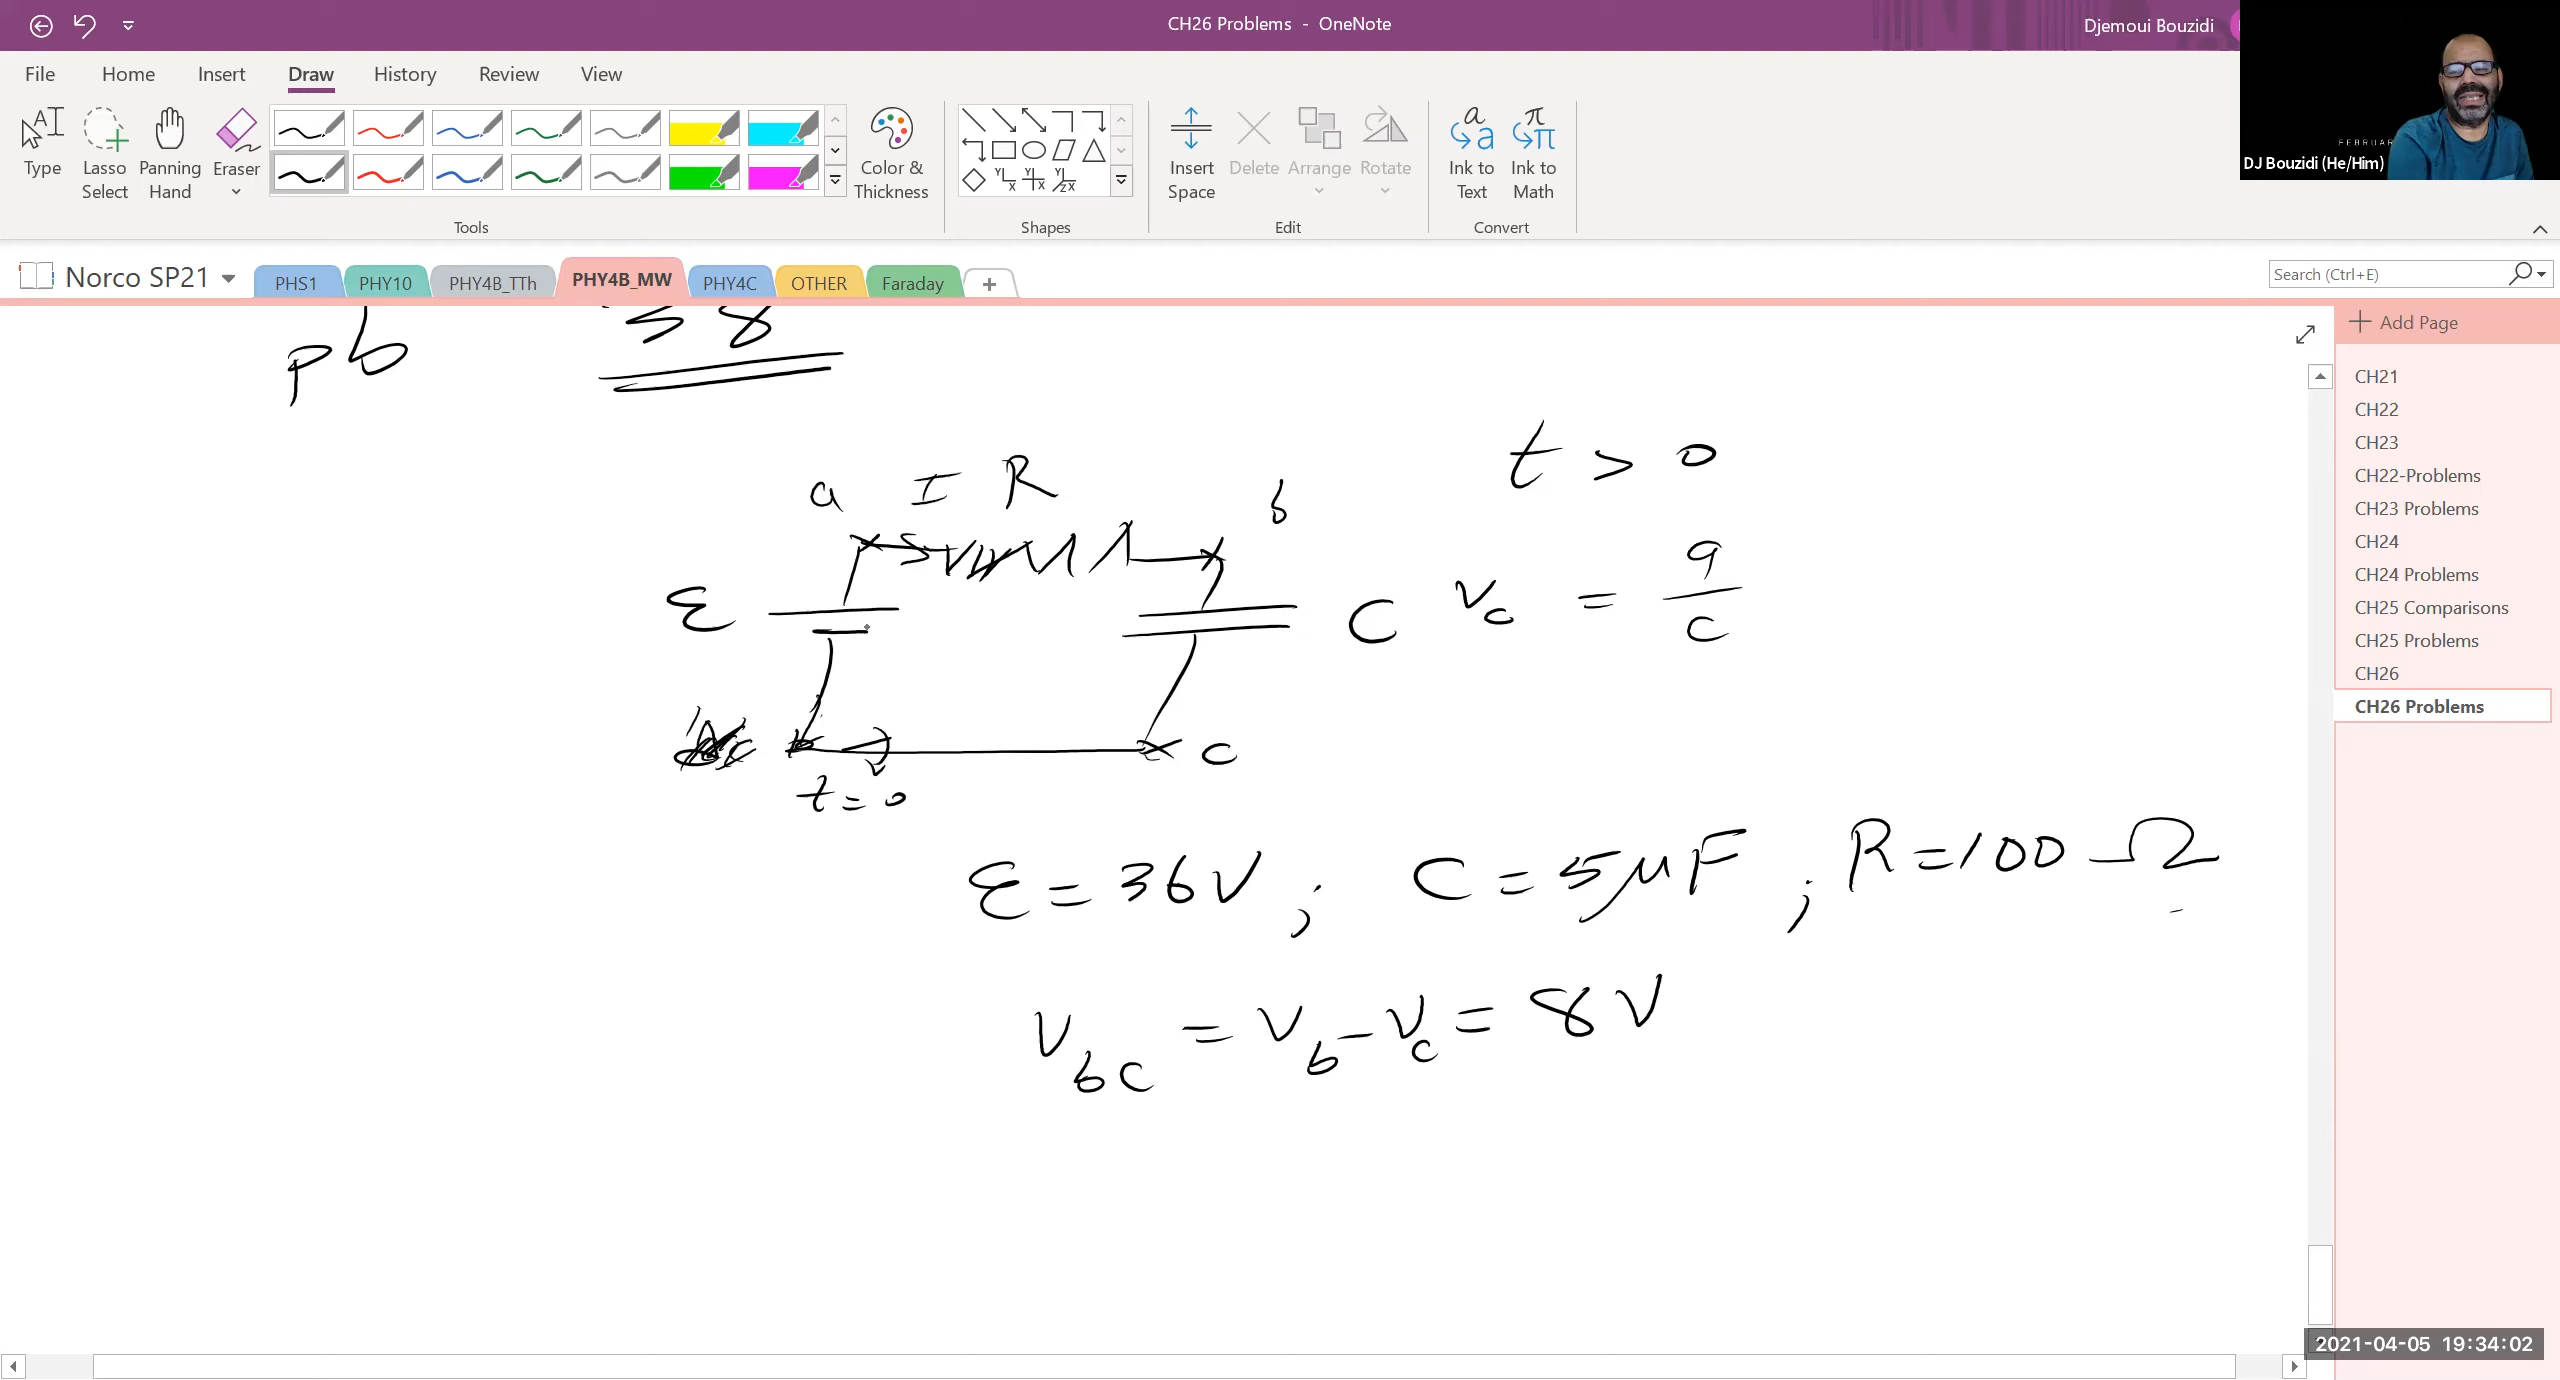 CH26 Problems - OneNote
Djemoui Bouzidi
File Home Insert Draw History Review View
Type
Lasso Select
Panning Hand
Eraser
Color & Thickness
Insert Space
Delete
Arrange
Rotate
a Ink to Text
π Ink to Math
Tools
Shapes
Edit
Convert
FEBRUAR
DJ Bouzidi (He/Him)
Norco SP21
PHS1 PHY10 PHY4B_TTh PHY4B_MW PHY4C OTHER Faraday +
Search (Ctrl+E)
Add Page
CH21
CH22
CH23
CH22-Problems
CH23 Problems
CH24
CH24 Problems
CH25 Comparisons
CH25 Problems
CH26
CH26 Problems
pb 58
t > 0
a I R b
ℰ C
V_c = q/C
c
t = 0
ℰ = 36V ; C = 5μF ; R = 100 Ω
V_bc = V_b - V_c = 8V
2021-04-05 19:34:02